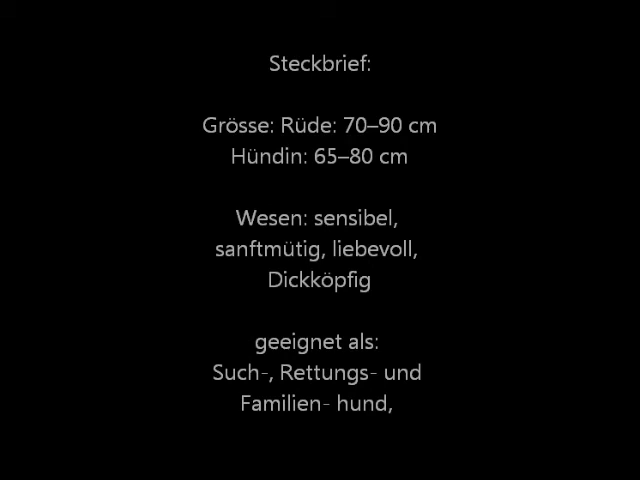 Steckbrief:
Grösse: Rüde: 70–90 cm
Hündin: 65–80 cm
Wesen: sensibel,
sanftmütig, liebevoll,
Dickköpfig
geeignet als:
Such-, Rettungs- und
Familien- hund,